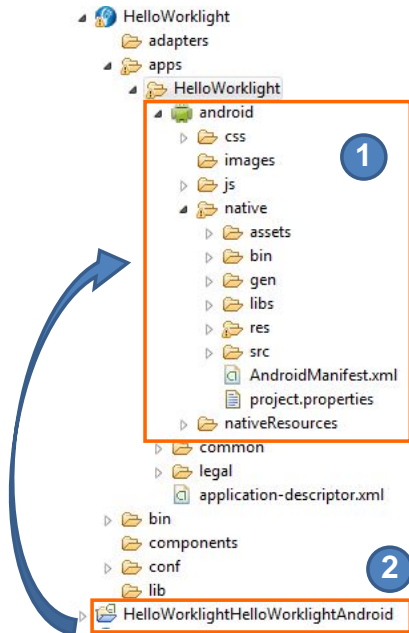 HelloWorklight
adapters
apps
HelloWorklight
android
css
images
1
js
native
assets
bin
gen
libs
res
src
AndroidManifest.xml
project.properties
nativeResources
common
legal
application-descriptor.xml
bin
components
conf
2
lib
HelloWorklightHelloWorklightAndroid